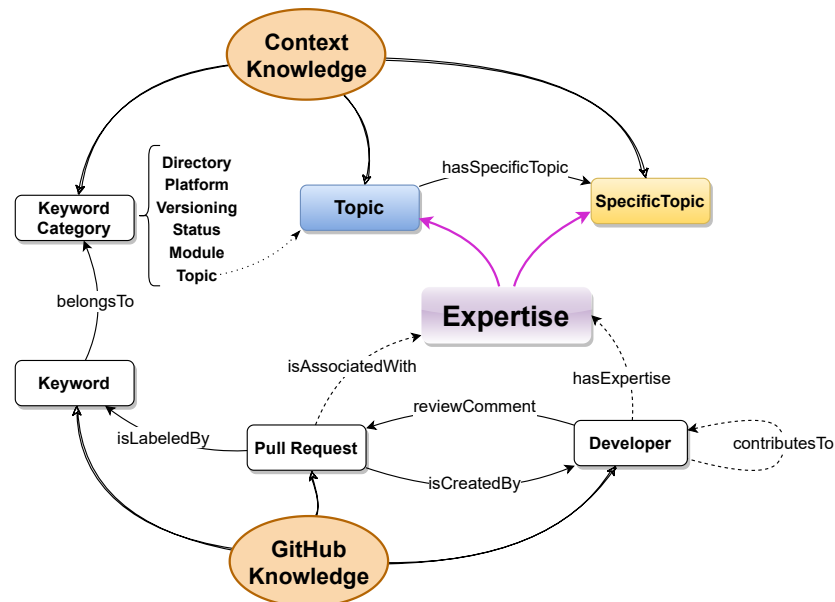 Context
Knowledge
Directory
Platform
Versioning
Status
Module
Topic
Keyword
Category
Topic
hasSpecificTopic
SpecificTopic
belongsTo
Expertise
isAssociatedWith
hasExpertise
Keyword
isLabeledBy
reviewComment
Pull Request
Developer
contributesTo
isCreatedBy
GitHub
Knowledge